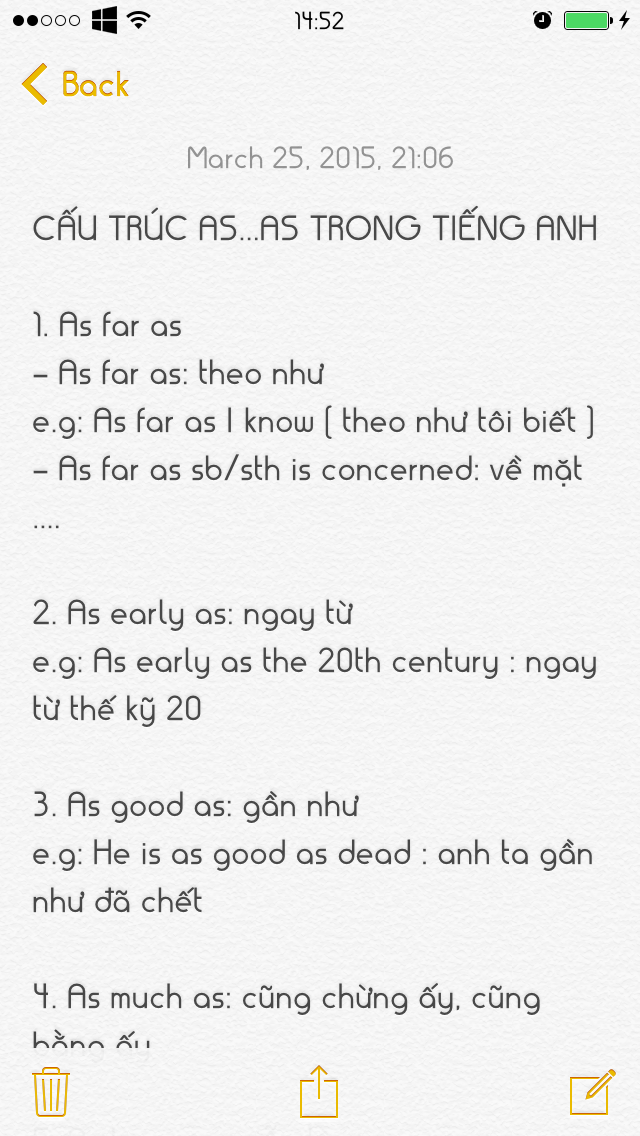 14:52
Back
March 25, 2015, 21:06
CẤU TRÚC AS...AS TRONG TIẾNG ANH
1. As far as
– As far as: theo như
e.g: As far as I know ( theo như tôi biết )
– As far as sb/sth is concerned: về mặt
....
2. As early as: ngay từ
e.g: As early as the 20th century : ngay
từ thế kỹ 20
3. As good as: gần như
e.g: He is as good as dead : anh ta gần
như đã chết
4. As much as: cũng chừng ấy, cũng
bằng ấy